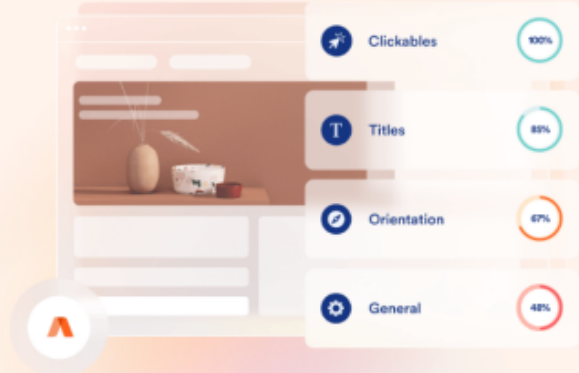 Clickables
100%
Titles
85%
Orientation
67%
General
48%